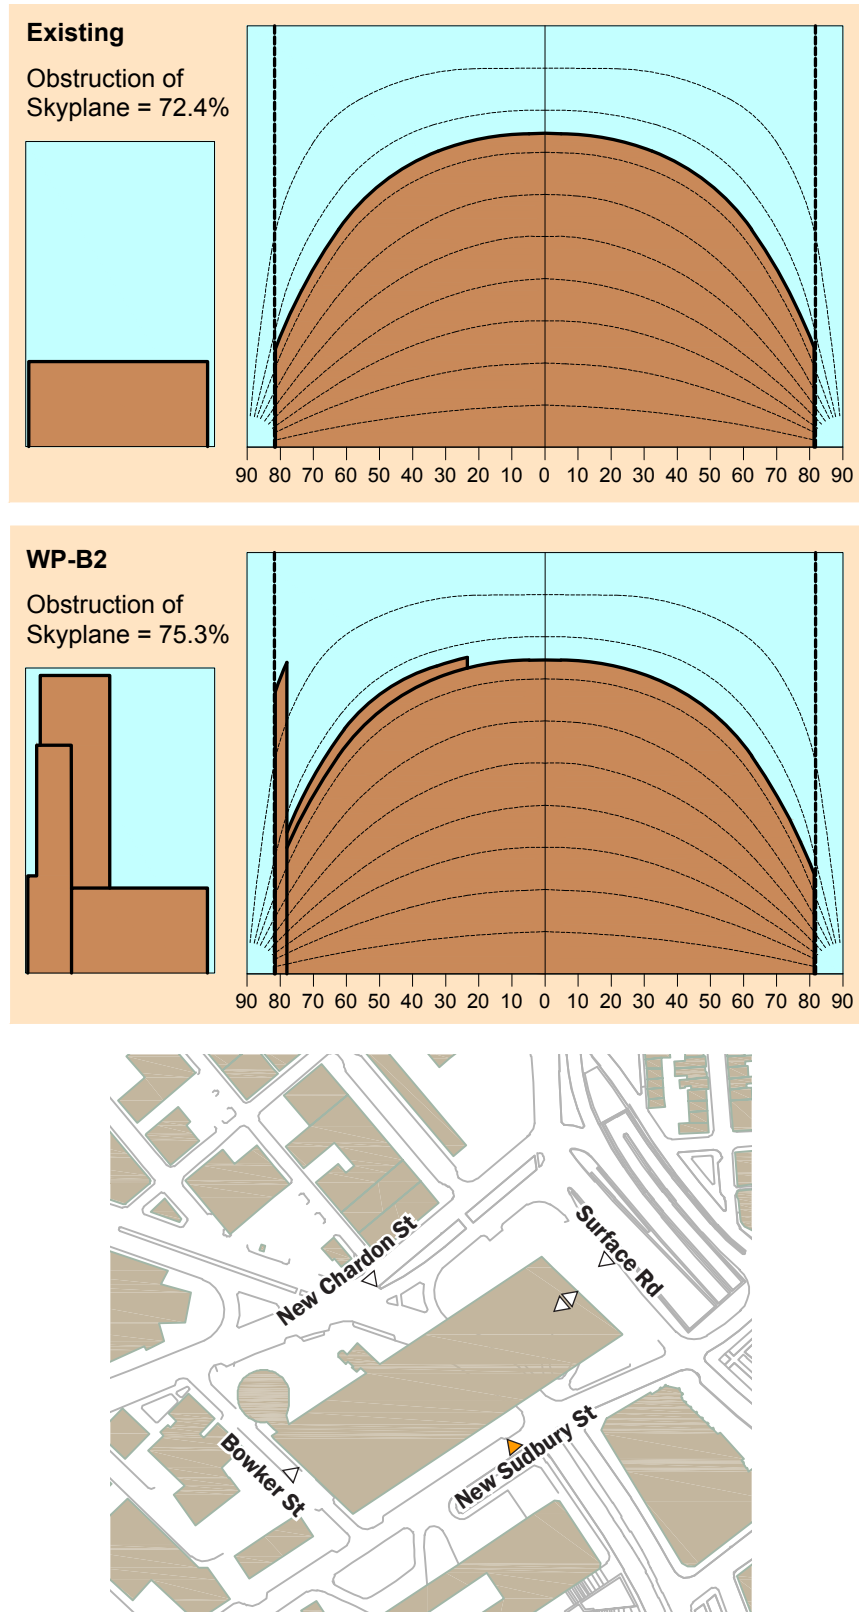 Existing
Obstruction of
Skyplane = 72.4%
90 80 70 60 50 40 30 20 10 0 10 20 30 40 50 60 70 80 90
WP-B2
Obstruction of
Skyplane = 75.3%
90 80 70 60 50 40 30 20 10 0 10 20 30 40 50 60 70 80 90
New Chardon St
Surface Rd
Bowker St
New Sudbury St